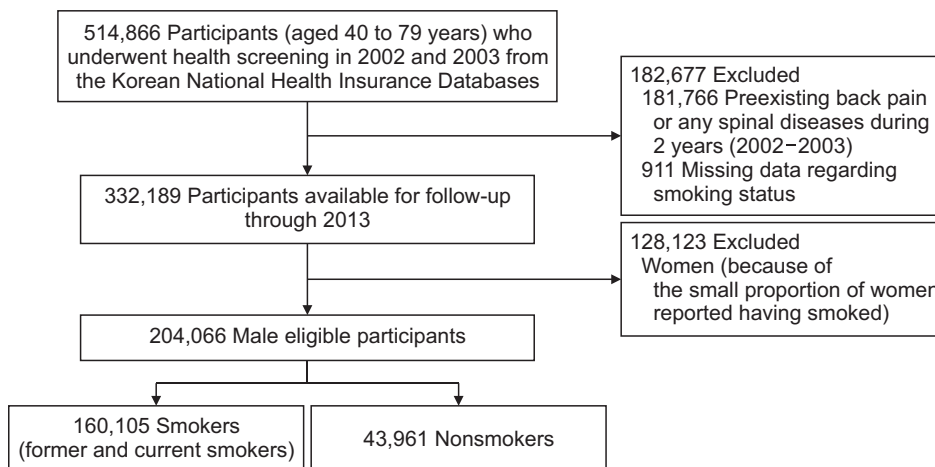 514,866 Participants (aged 40 to 79 years) who
underwent health screening in 2002 and 2003 from
the Korean National Health Insurance Databases
182,677 Excluded
181,766 Preexisting back pain
or any spinal diseases during
2 years (2002−2003)
911 Missing data regarding
smoking status
332,189 Participants available for follow-up
through 2013
128,123 Excluded
Women (because of
the small proportion of women
reported having smoked)
204,066 Male eligible participants
160,105 Smokers
(former and current smokers)
43,961 Nonsmokers